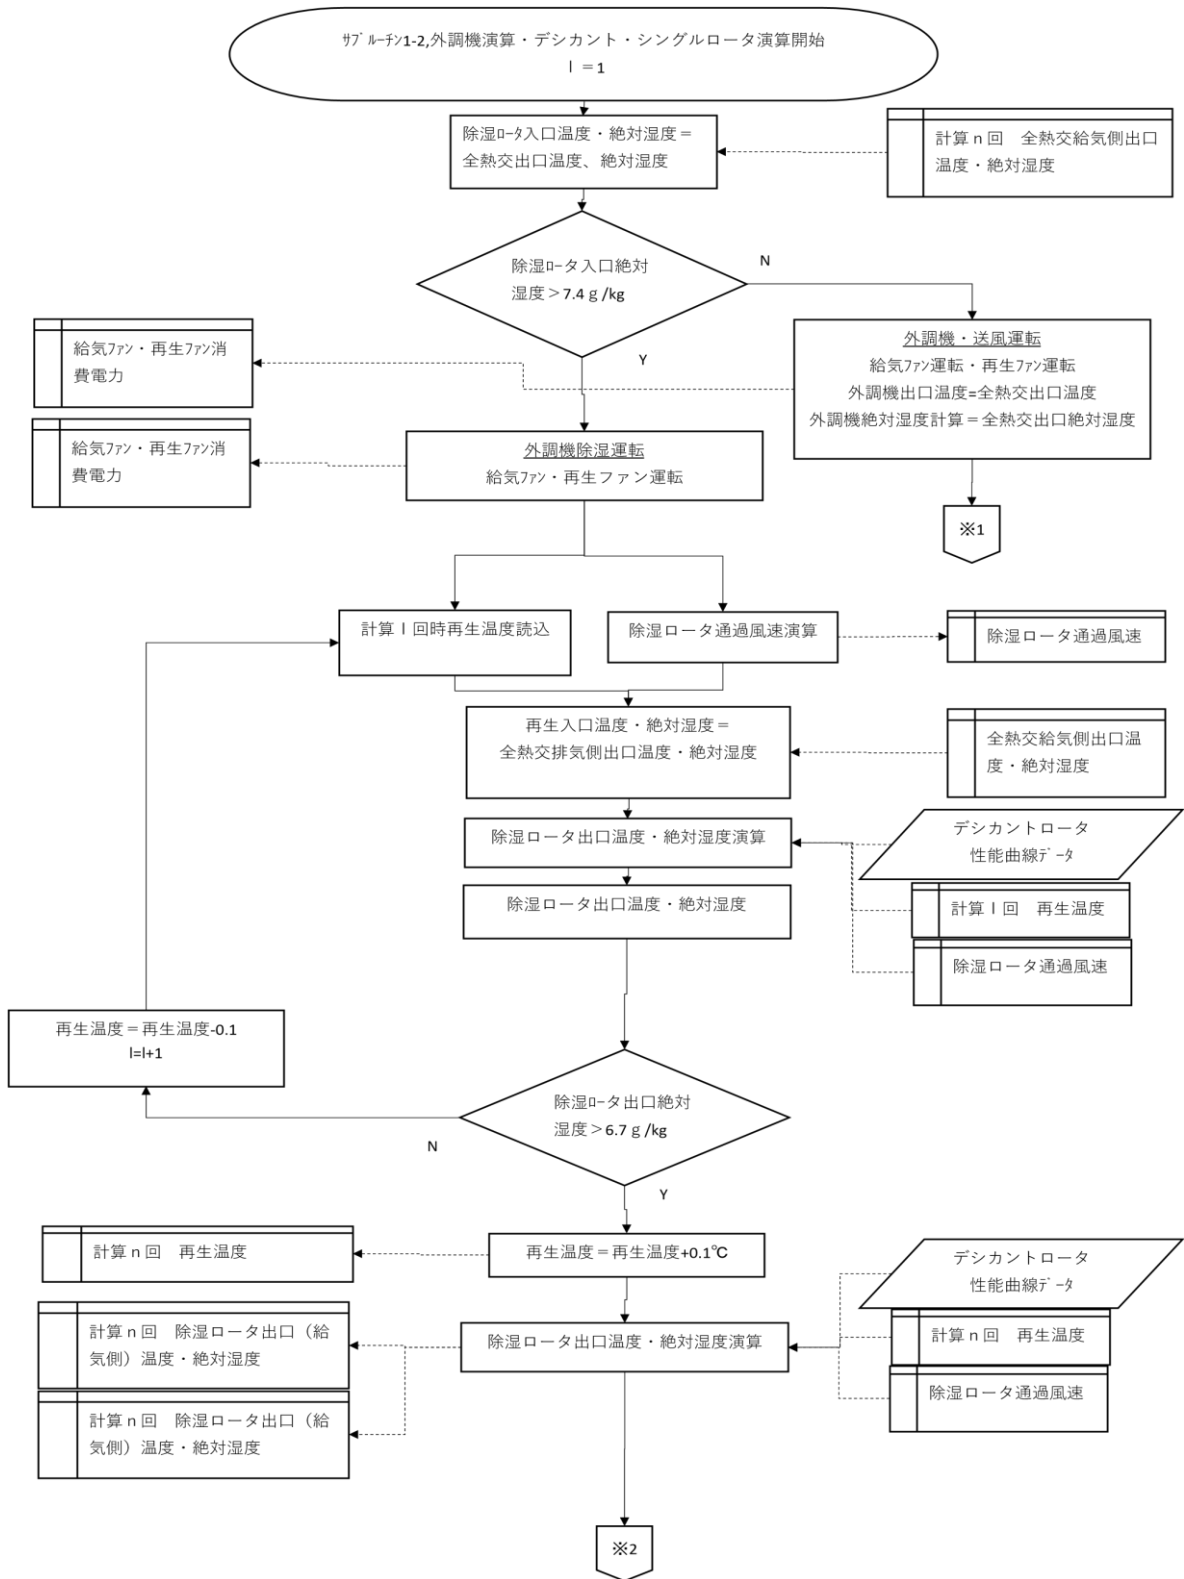 ｻﾌﾞﾙｰﾁﾝ1-2,外調機演算・デシカント・シングルロータ演算開始
l ＝1
除湿ﾛｰﾀ入口温度・絶対湿度＝
全熱交出口温度、絶対湿度
計算ｎ回　全熱交給気側出口
温度・絶対湿度
除湿ﾛｰﾀ入口絶対
湿度＞7.4ｇ/kg
N
Y
給気ﾌｧﾝ・再生ﾌｧﾝ消
費電力
外調機・送風運転
給気ﾌｧﾝ運転・再生ﾌｧﾝ運転
外調機出口温度=全熱交出口温度
外調機絶対湿度計算＝全熱交出口絶対湿度
給気ﾌｧﾝ・再生ﾌｧﾝ消
費電力
外調機除湿運転
給気ﾌｧﾝ・再生ファン運転
※1
計算 l 回時再生温度読込
除湿ロータ通過風速演算
除湿ロータ通過風速
再生入口温度・絶対湿度＝
全熱交排気側出口温度・絶対湿度
全熱交給気側出口温
度・絶対湿度
除湿ロータ出口温度・絶対湿度演算
デシカントロータ
性能曲線ﾃﾞｰﾀ
除湿ロータ出口温度・絶対湿度
計算 l 回　再生温度
除湿ロータ通過風速
再生温度＝再生温度-0.1
l=l+1
除湿ﾛｰﾀ出口絶対
湿度＞6.7ｇ/kg
N
Y
計算ｎ回　再生温度
再生温度＝再生温度+0.1℃
デシカントロータ
性能曲線ﾃﾞｰﾀ
計算ｎ回　除湿ロータ出口（給
気側）温度・絶対湿度
除湿ロータ出口温度・絶対湿度演算
計算ｎ回　再生温度
除湿ロータ通過風速
計算ｎ回　除湿ロータ出口（給
気側）温度・絶対湿度
※2